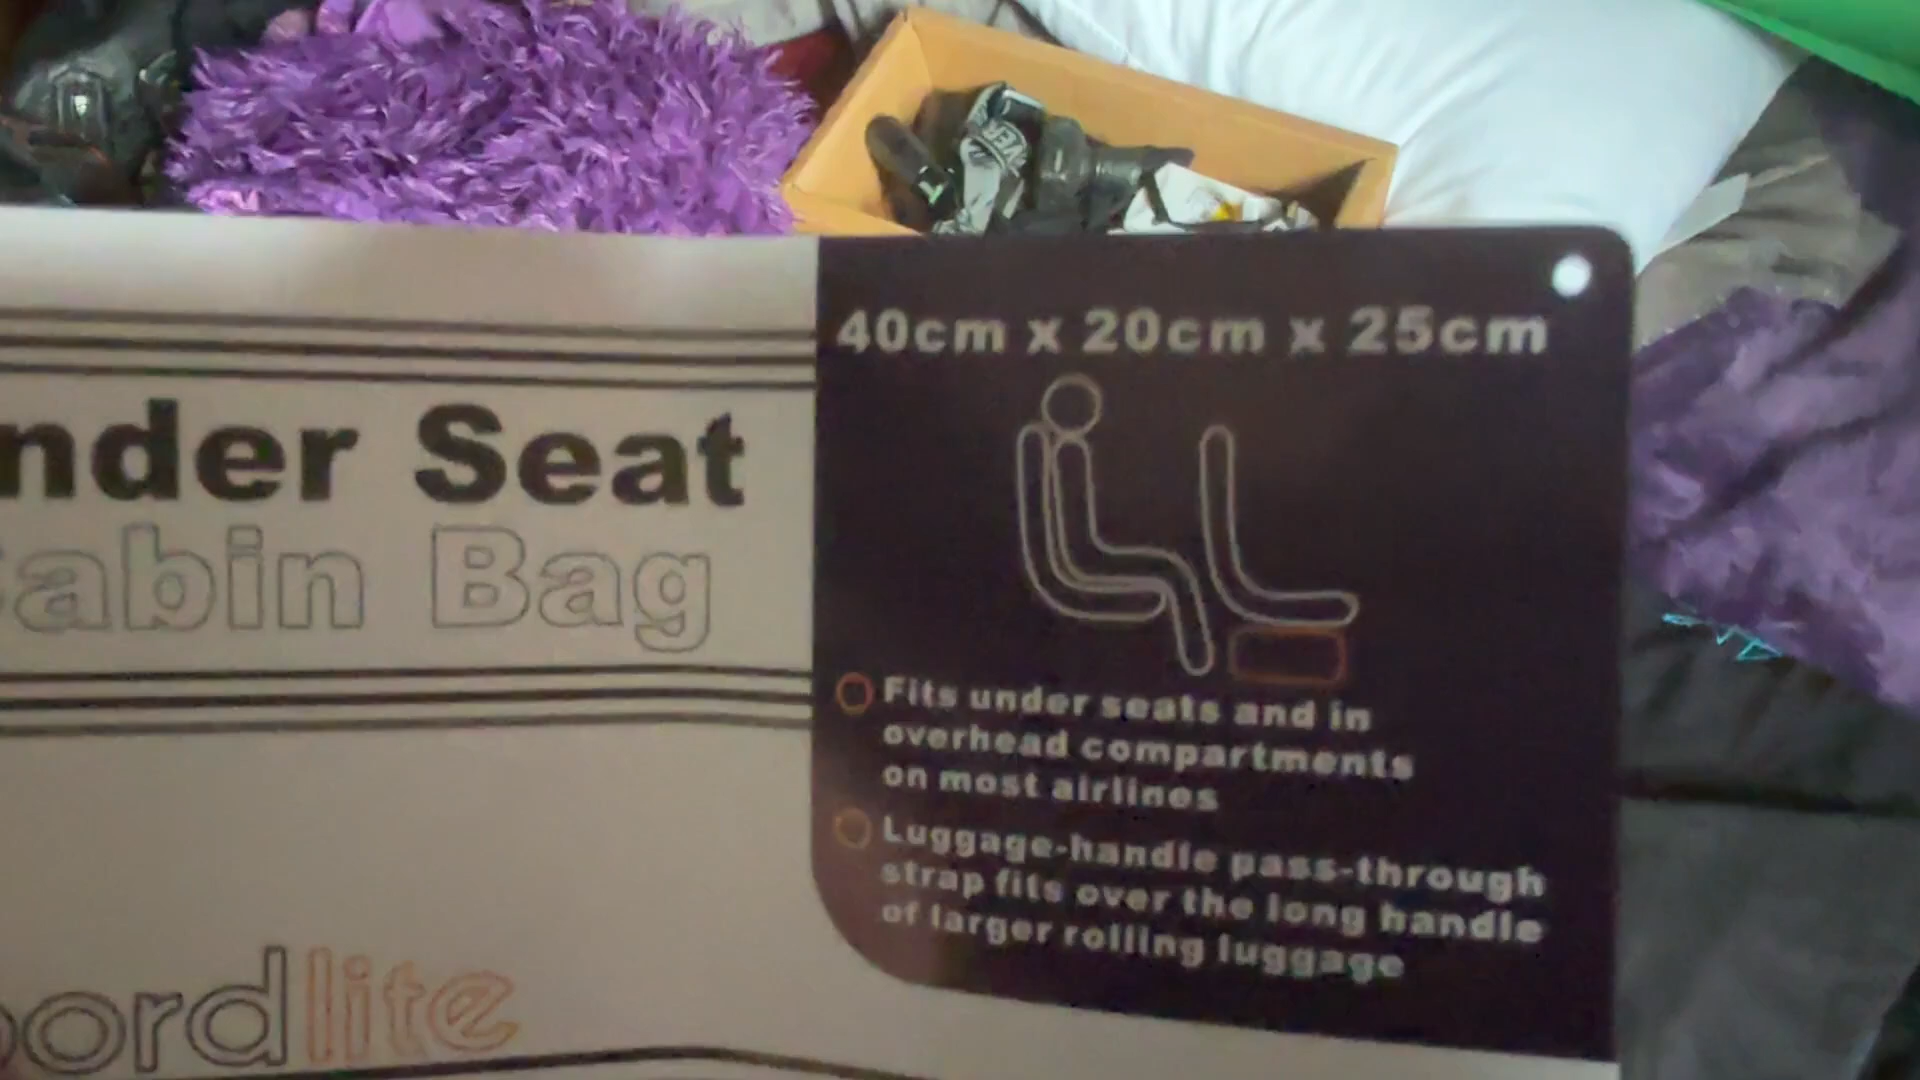 40cm x 20cm x 25cm
nder Seat
abin Bag
Fits under seats and in
overhead compartments
on most airlines
Luggage-handle pass-through
strap fits over the long handle
of larger rolling luggage
ordlite